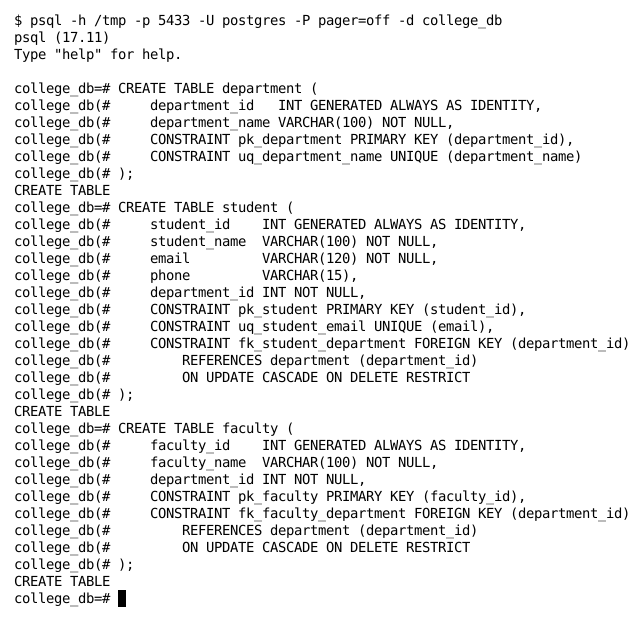 $ psql -h /tmp -p 5433 -U postgres -P pager=off -d college_db
psql (17.11)
Type "help" for help.

college_db=# CREATE TABLE department (
college_db(#     department_id   INT GENERATED ALWAYS AS IDENTITY,
college_db(#     department_name VARCHAR(100) NOT NULL,
college_db(#     CONSTRAINT pk_department PRIMARY KEY (department_id),
college_db(#     CONSTRAINT uq_department_name UNIQUE (department_name)
college_db(# );
CREATE TABLE
college_db=# CREATE TABLE student (
college_db(#     student_id    INT GENERATED ALWAYS AS IDENTITY,
college_db(#     student_name  VARCHAR(100) NOT NULL,
college_db(#     email         VARCHAR(120) NOT NULL,
college_db(#     phone         VARCHAR(15),
college_db(#     department_id INT NOT NULL,
college_db(#     CONSTRAINT pk_student PRIMARY KEY (student_id),
college_db(#     CONSTRAINT uq_student_email UNIQUE (email),
college_db(#     CONSTRAINT fk_student_department FOREIGN KEY (department_id)
college_db(#         REFERENCES department (department_id)
college_db(#         ON UPDATE CASCADE ON DELETE RESTRICT
college_db(# );
CREATE TABLE
college_db=# CREATE TABLE faculty (
college_db(#     faculty_id    INT GENERATED ALWAYS AS IDENTITY,
college_db(#     faculty_name  VARCHAR(100) NOT NULL,
college_db(#     department_id INT NOT NULL,
college_db(#     CONSTRAINT pk_faculty PRIMARY KEY (faculty_id),
college_db(#     CONSTRAINT fk_faculty_department FOREIGN KEY (department_id)
college_db(#         REFERENCES department (department_id)
college_db(#         ON UPDATE CASCADE ON DELETE RESTRICT
college_db(# );
CREATE TABLE
college_db=#